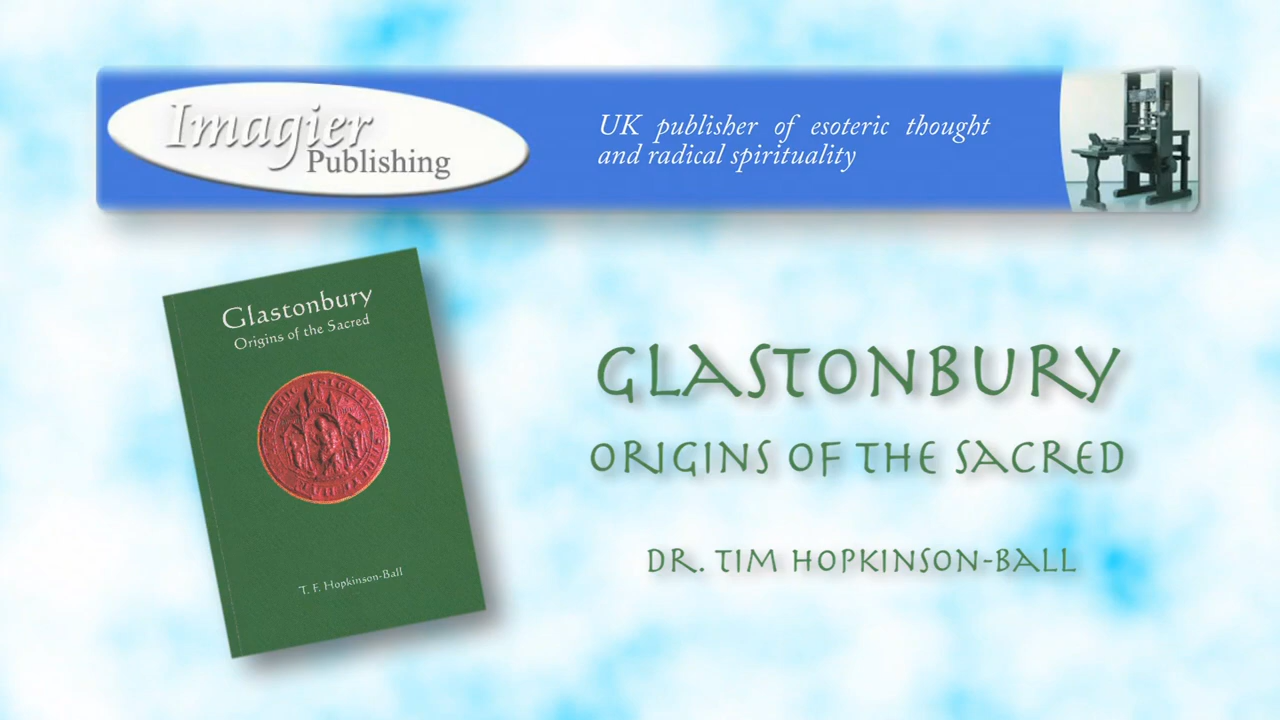 Imagier
Publishing
UK publisher of esoteric thought
and radical spirituality
Glastonbury
Origins of the Sacred
T. F. Hopkinson-Ball
GLASTONBURY
ORIGINS OF THE SACRED
DR. TIM HOPKINSON-BALL